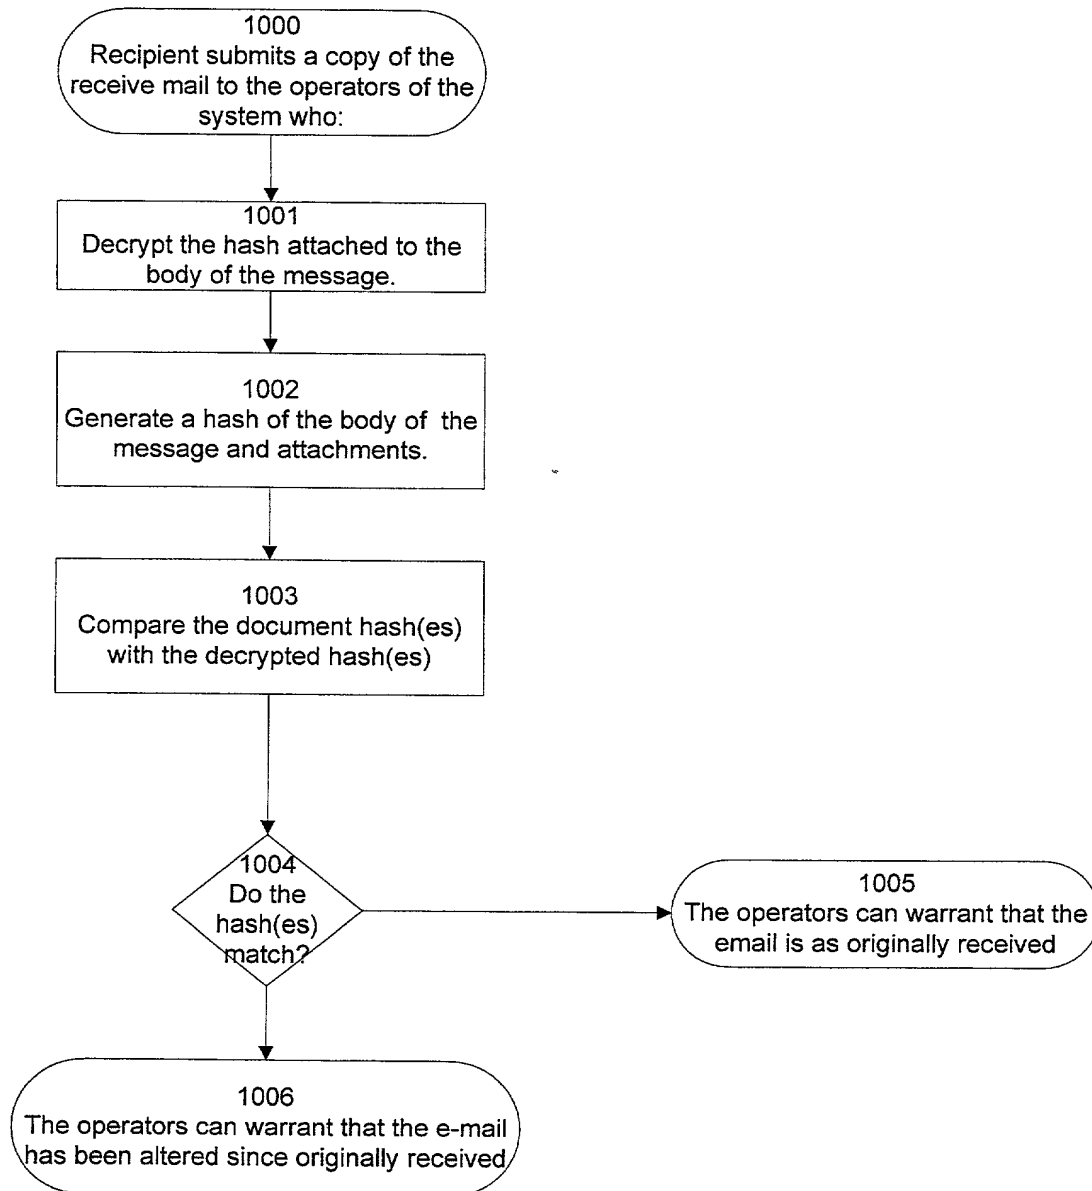 1000
Recipient submits a copy of the
receive mail to the operators of the
system who:
1001
Decrypt the hash attached to the
body of the message.
1002
Generate a hash of the body of the
message and attachments.
1003
Compare the document hash(es)
with the decrypted hash(es)
1004
Do the
hash(es)
match?
1005
The operators can warrant that the
email is as originally received
1006
The operators can warrant that the e-mail
has been altered since originally received